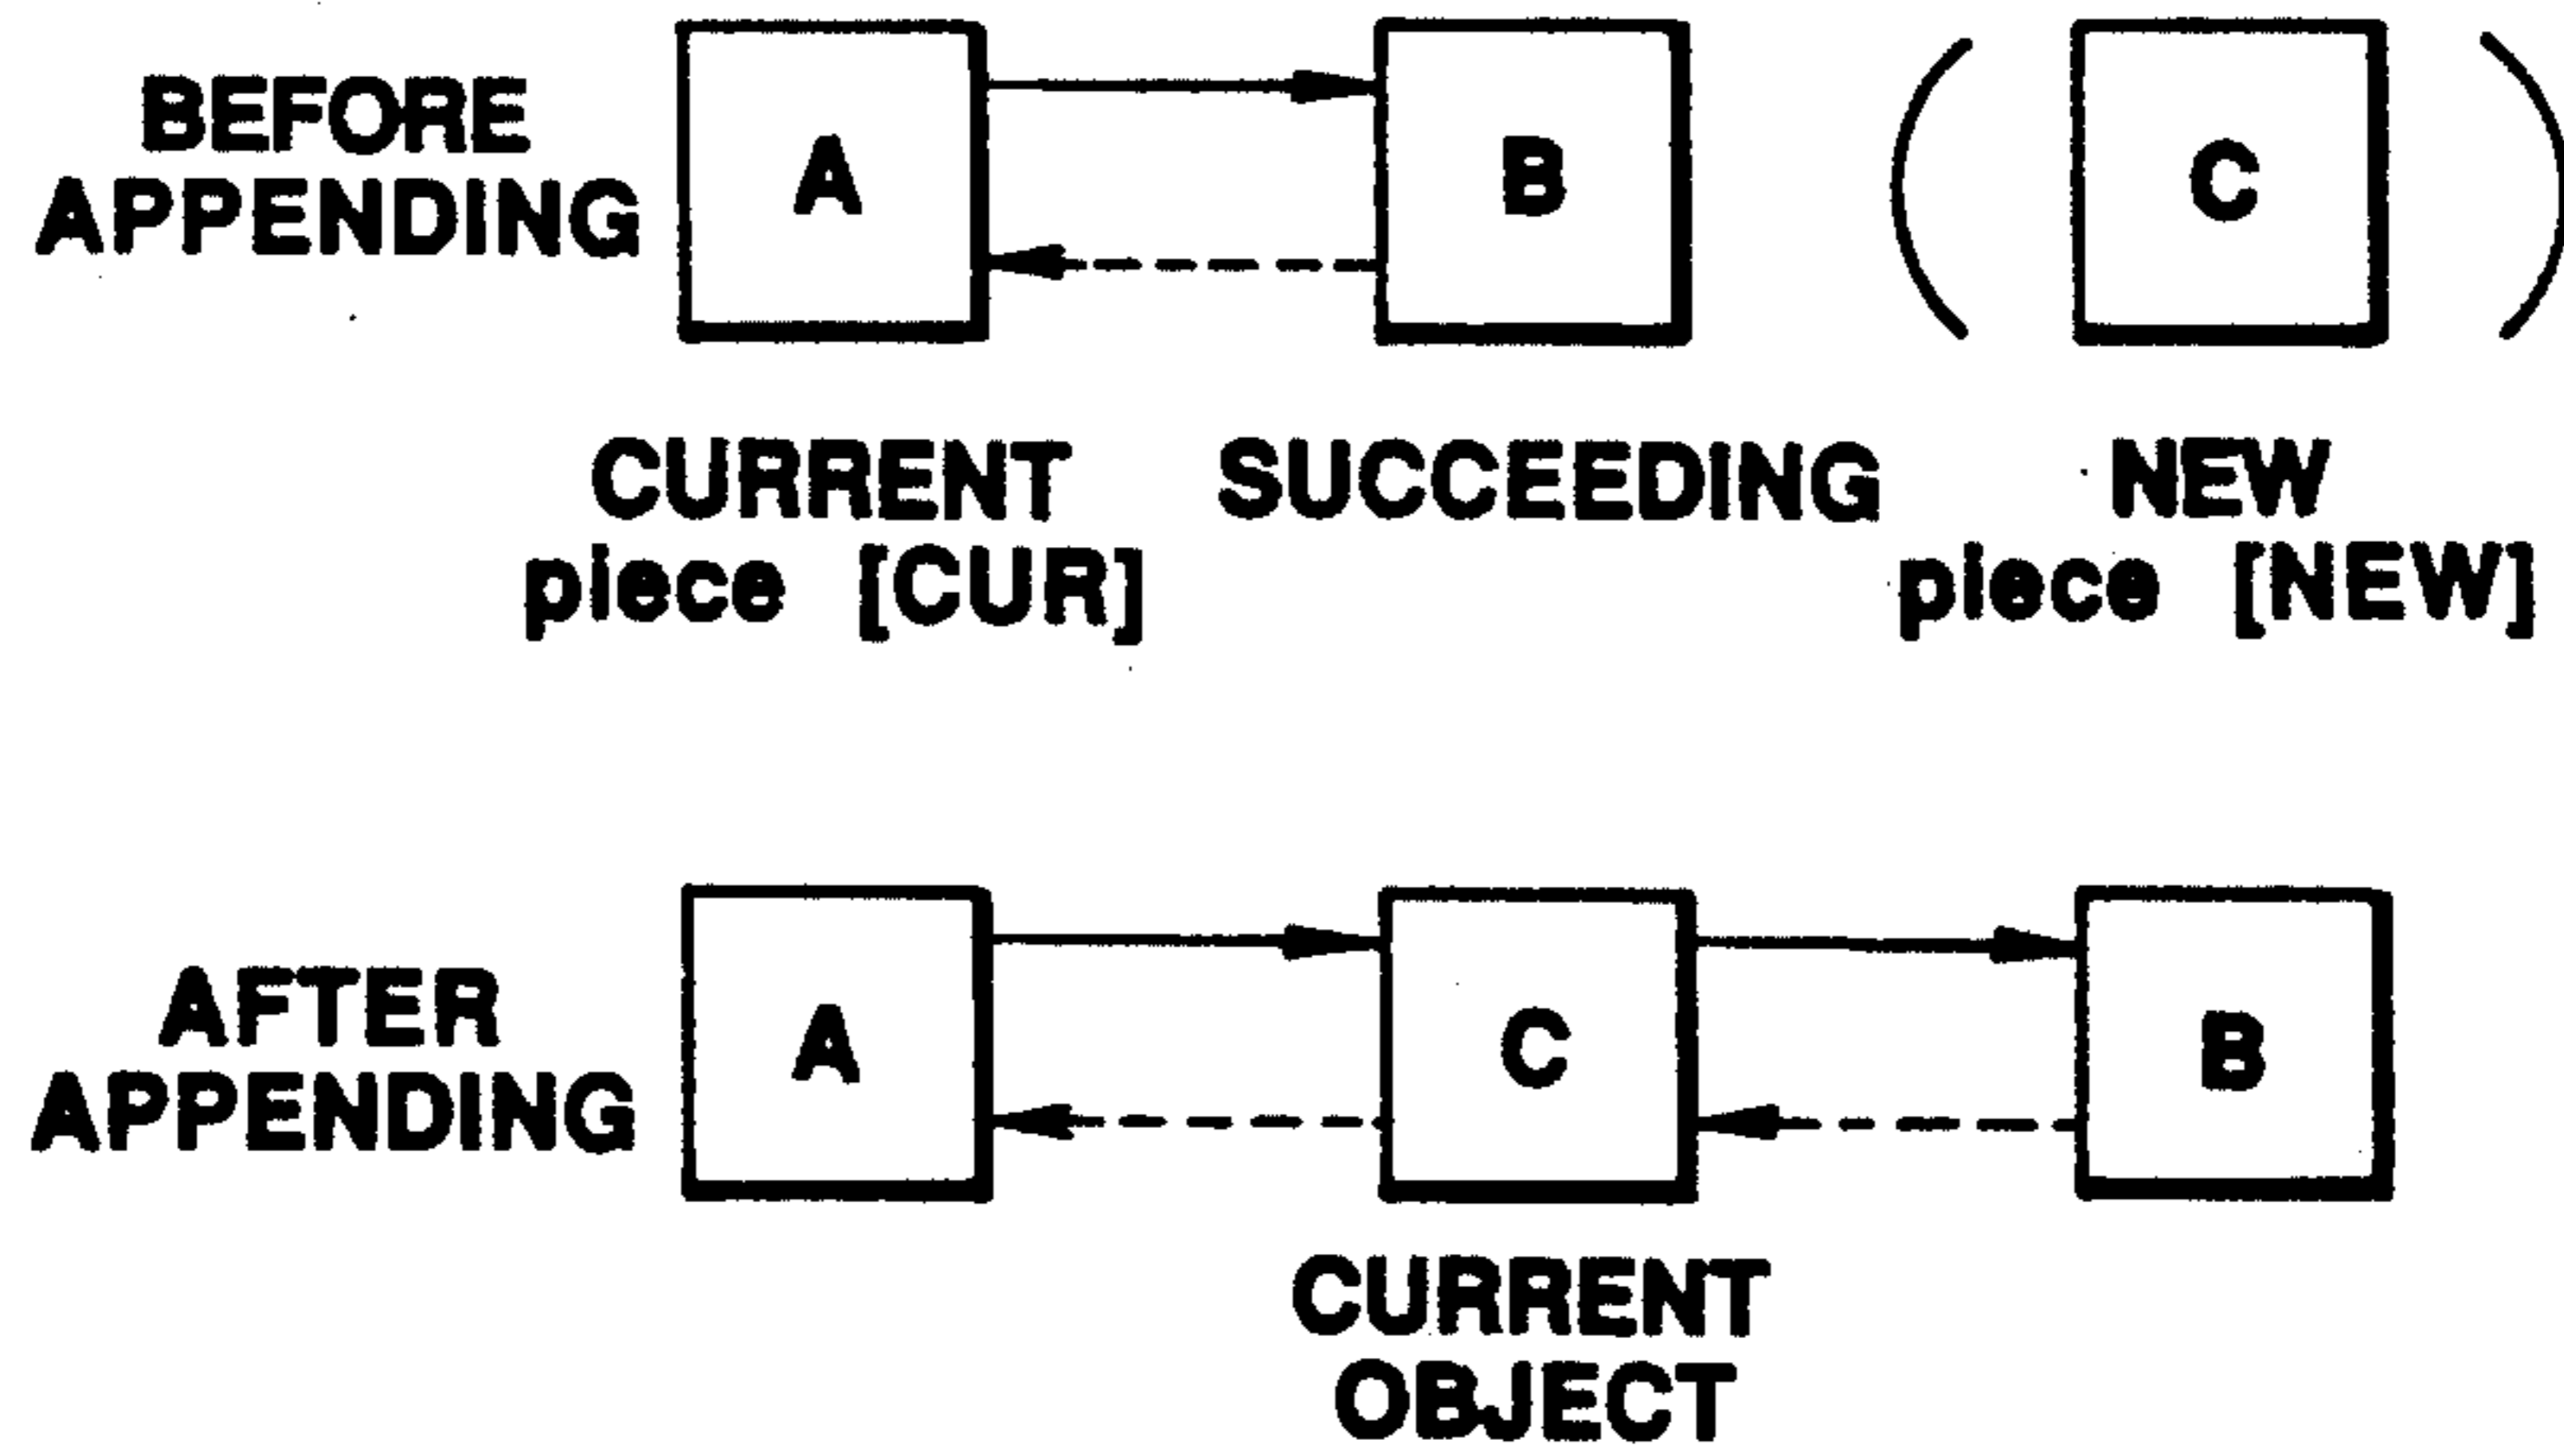 BEFORE
APPENDING
A
B
( C )
CURRENT
piece [CUR]
SUCCEEDING
NEW
piece [NEW]
AFTER
APPENDING
A
C
B
CURRENT
OBJECT